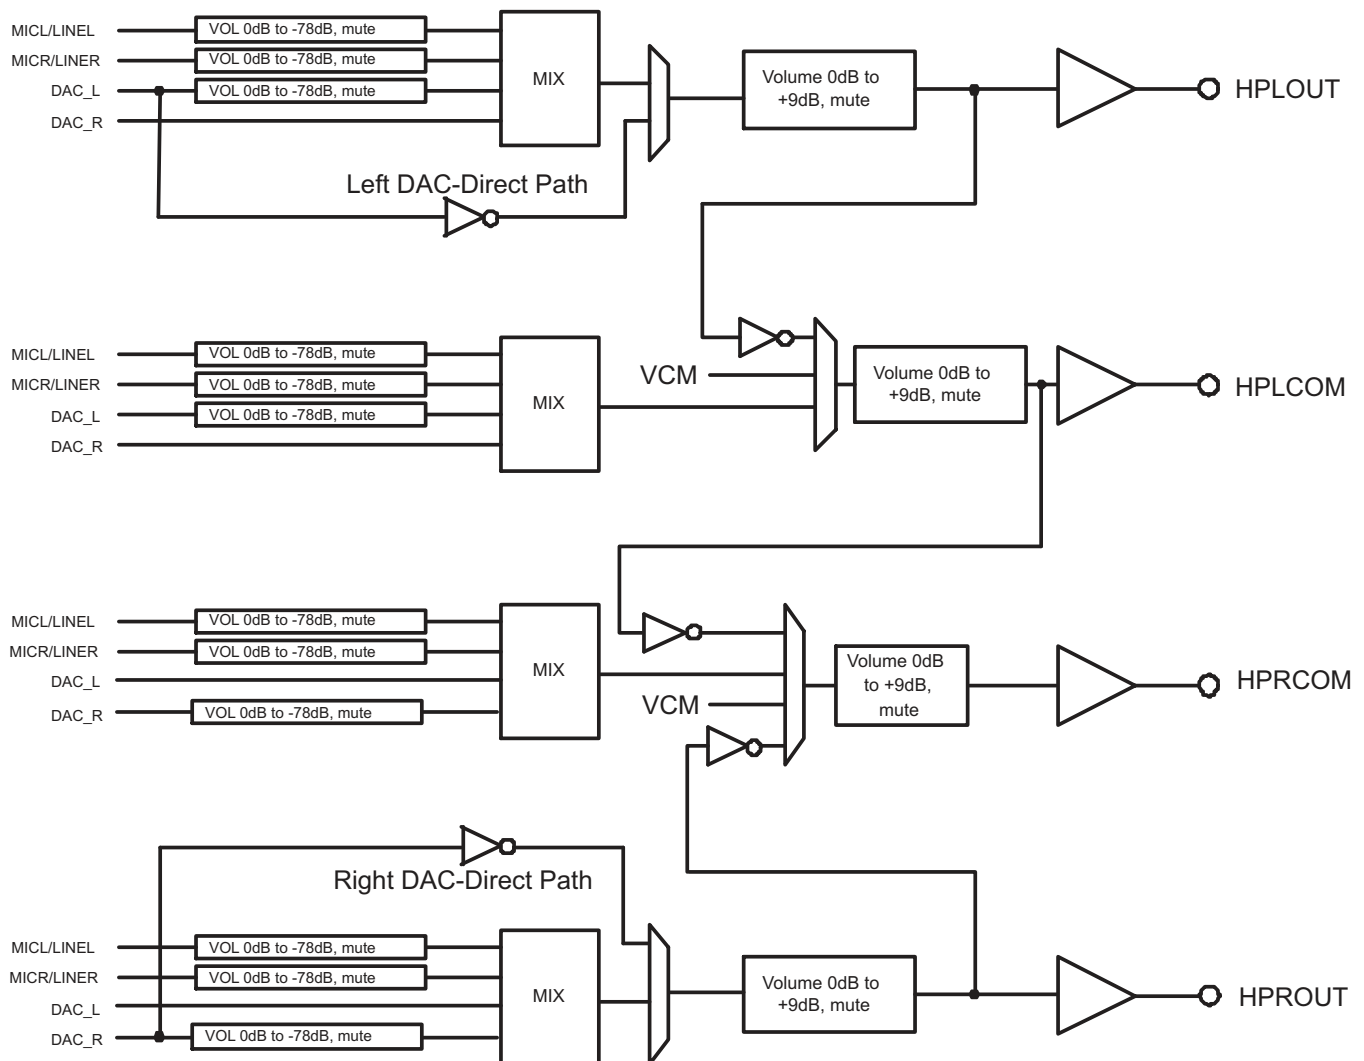 MICL/LINEL
VOL 0dB to -78dB, mute
MICR/LINER
VOL 0dB to -78dB, mute
DAC_L
VOL 0dB to -78dB, mute
DAC_R
MIX
Volume 0dB to
+9dB, mute
HPLOUT
Left DAC-Direct Path
MICL/LINEL
VOL 0dB to -78dB, mute
MICR/LINER
VOL 0dB to -78dB, mute
DAC_L
VOL 0dB to -78dB, mute
DAC_R
MIX
VCM
Volume 0dB to
+9dB, mute
HPLCOM
MICL/LINEL
VOL 0dB to -78dB, mute
MICR/LINER
VOL 0dB to -78dB, mute
DAC_L
DAC_R
VOL 0dB to -78dB, mute
MIX
VCM
Volume 0dB
to +9dB,
mute
HPRCOM
Right DAC-Direct Path
MICL/LINEL
VOL 0dB to -78dB, mute
MICR/LINER
VOL 0dB to -78dB, mute
DAC_L
DAC_R
VOL 0dB to -78dB, mute
MIX
Volume 0dB to
+9dB, mute
HPROUT